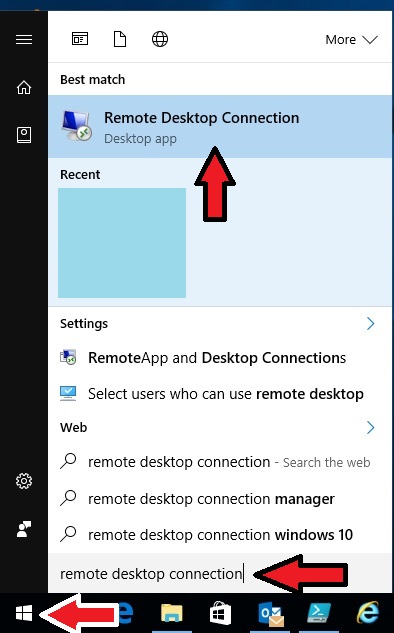 More
Best match
Remote Desktop Connection
Desktop app
Recent
Settings
RemoteApp and Desktop Connections
Select users who can use remote desktop
Web
remote desktop connection - Search the web
remote desktop connection manager
remote desktop connection windows 10
remote desktop connection